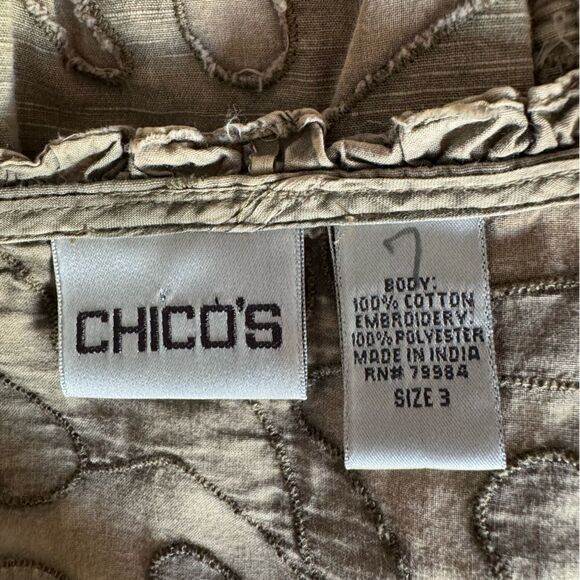 CHICO'S
7
BODY:
100% COTTON
EMBROIDERY:
100% POLYESTER
MADE IN INDIA
RN# 79984
SIZE 3